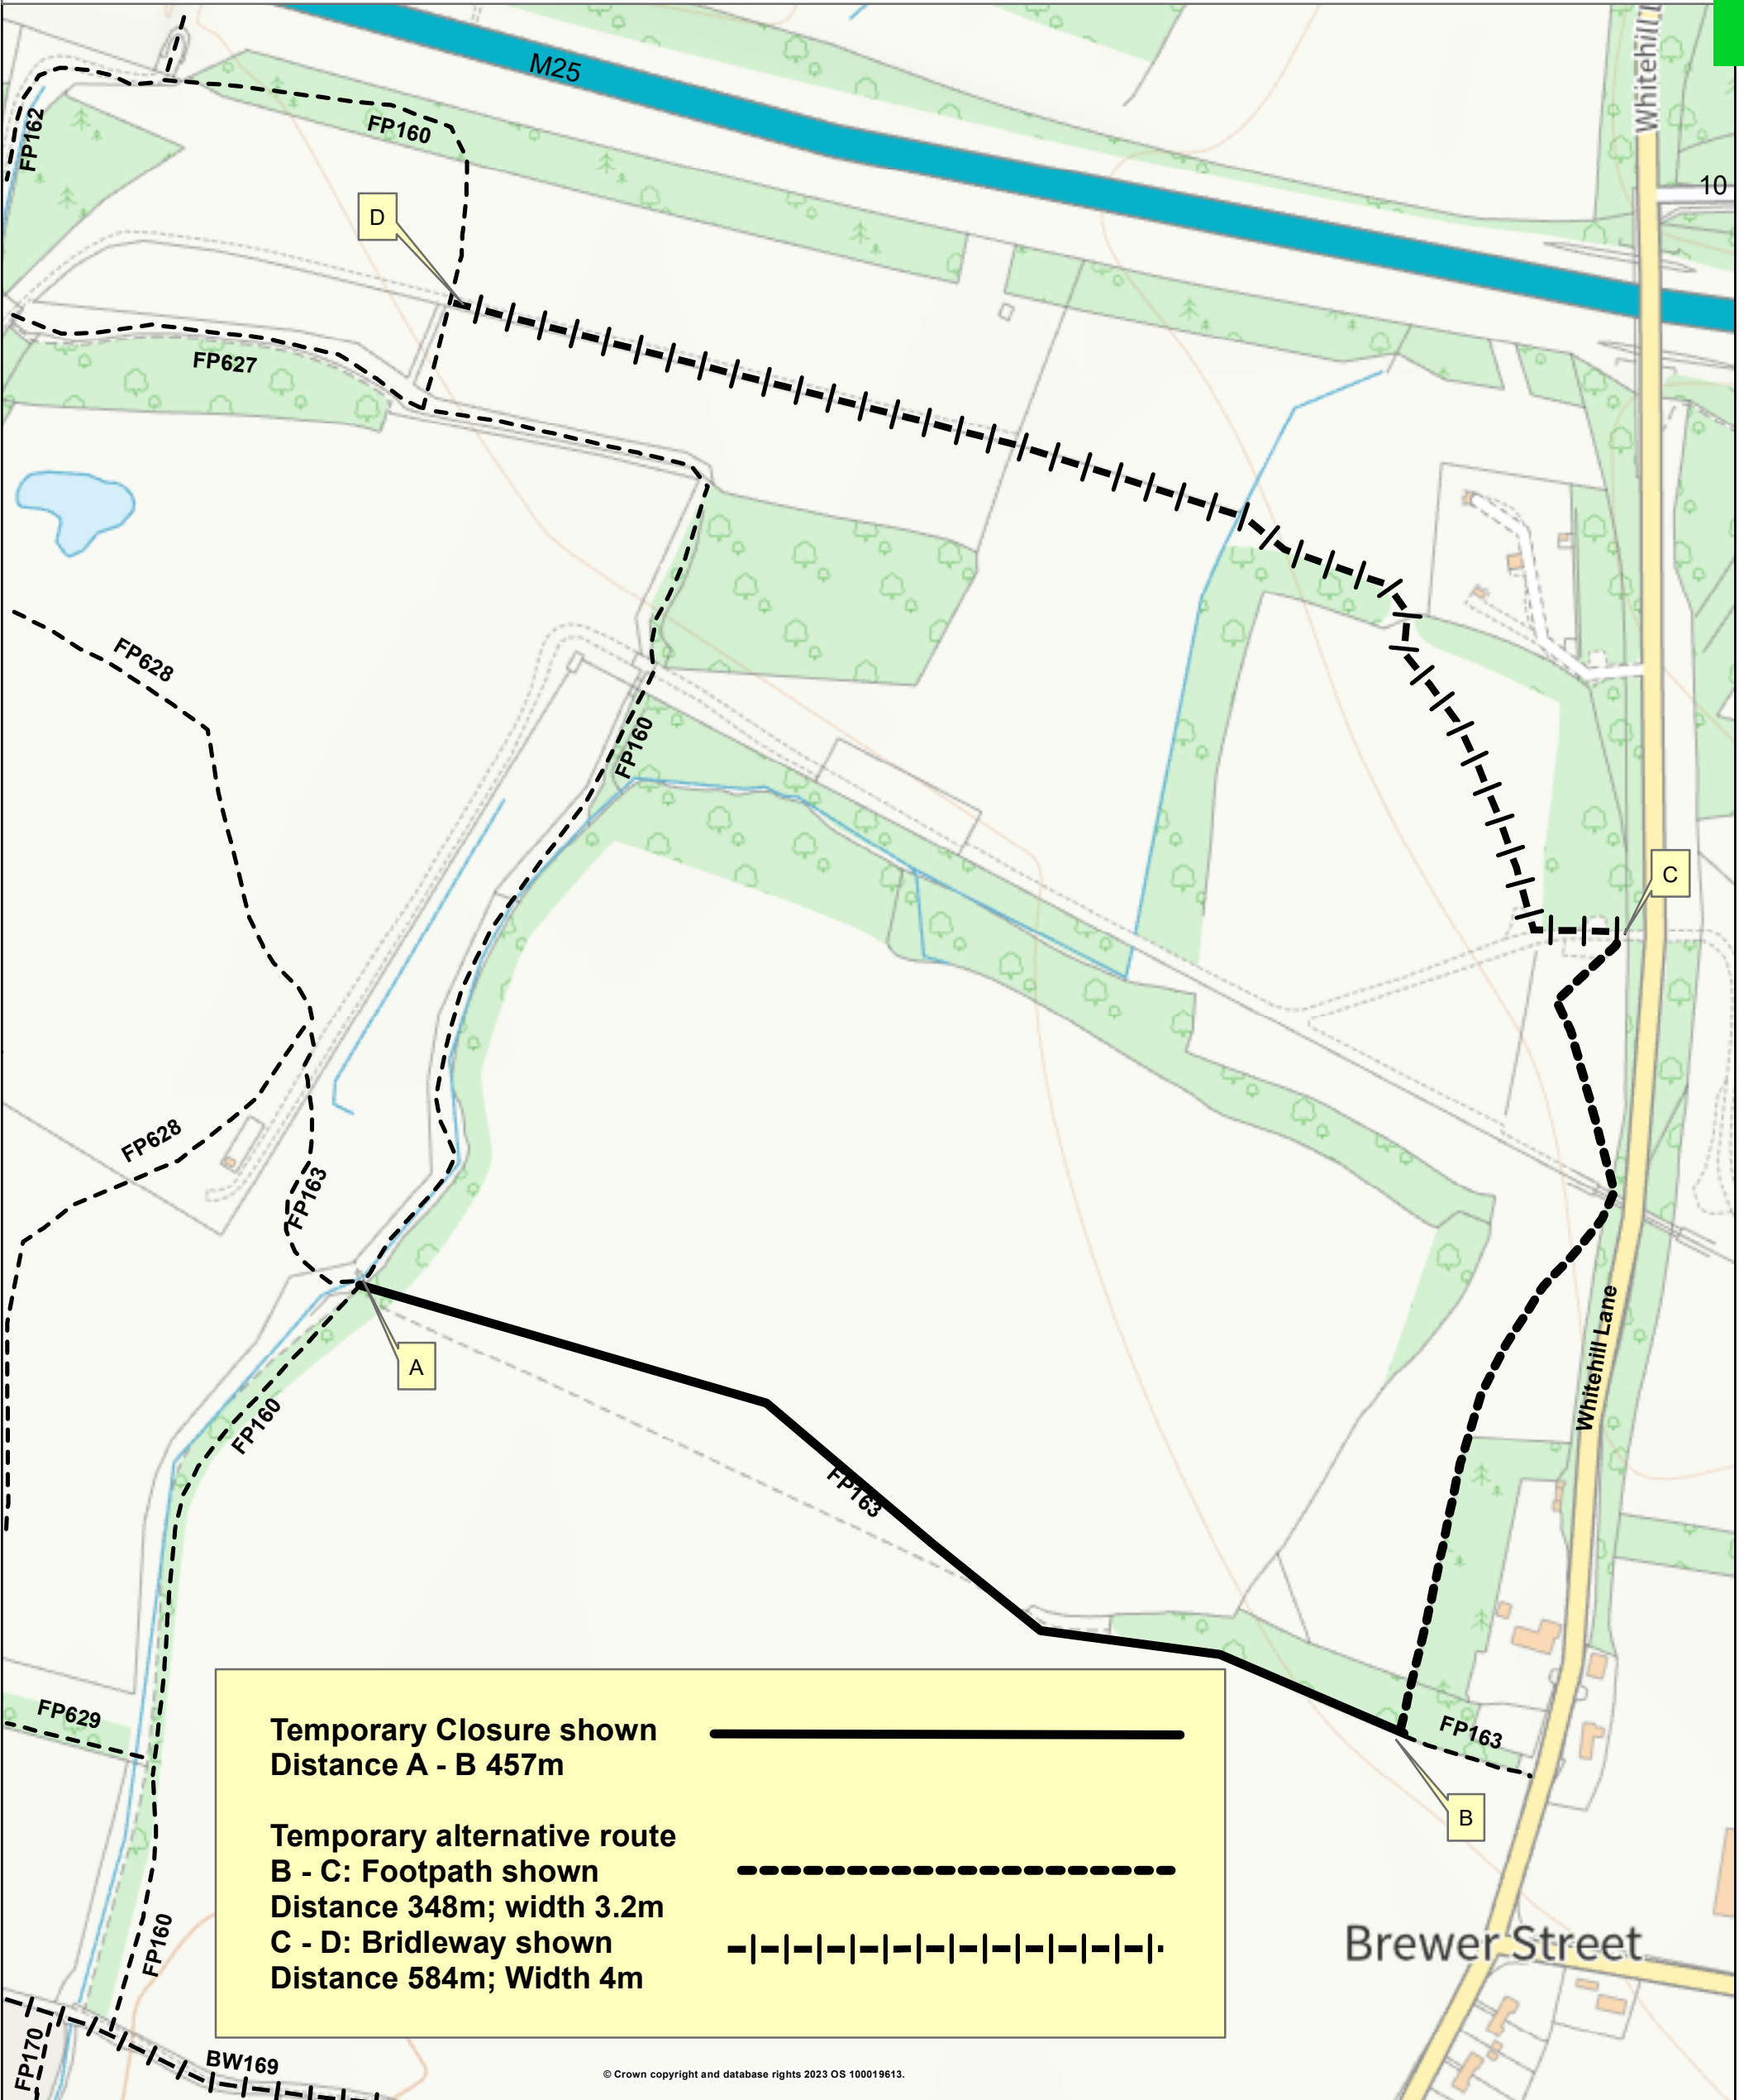 M25
Whitehill
10
FP162
FP160
D
FP627
FP628
FP160
C
FP628
FP163
A
FP160
Whitehill Lane
FP163
FP629
FP163
B
Temporary Closure shown
Distance A - B 457m
Temporary alternative route
B - C: Footpath shown
Distance 348m; width 3.2m
C - D: Bridleway shown
Distance 584m; Width 4m
FP160
Brewer Street
FP170
BW169
© Crown copyright and database rights 2023 OS 100019613.